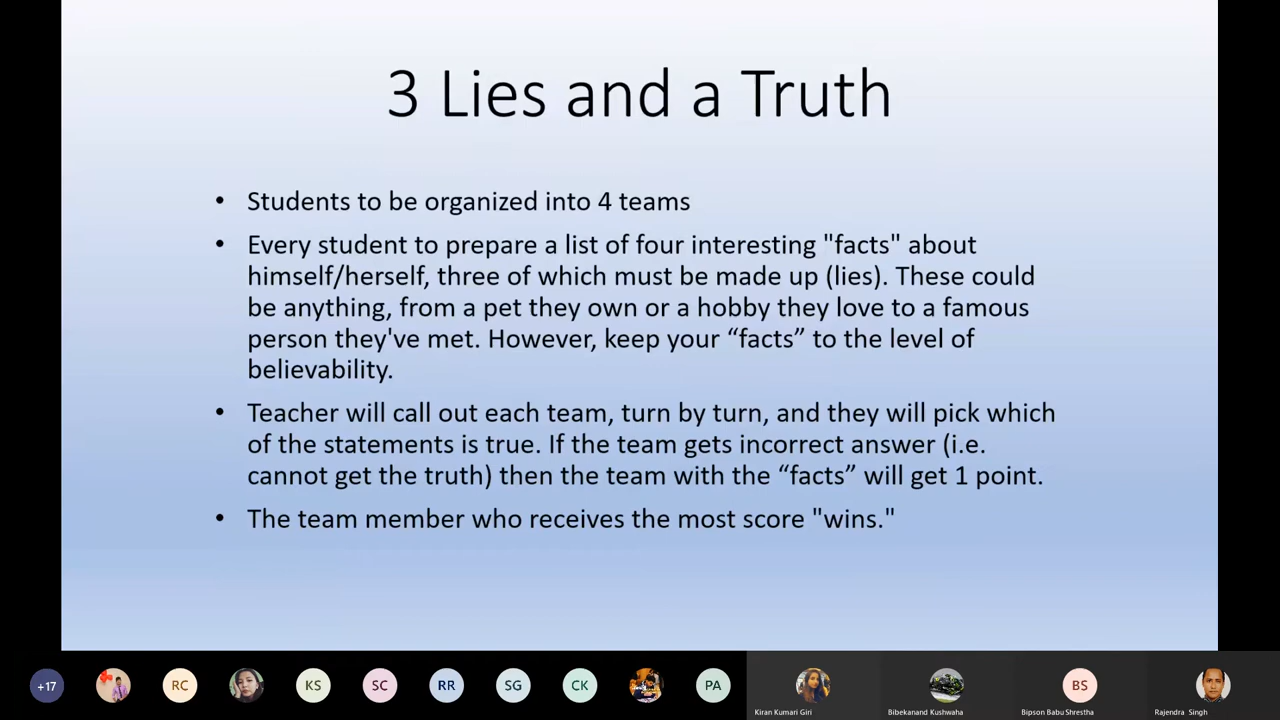 3 Lies and a Truth
• Students to be organized into 4 teams
• Every student to prepare a list of four interesting "facts" about
himself/herself, three of which must be made up (lies). These could
be anything, from a pet they own or a hobby they love to a famous
person they've met. However, keep your “facts” to the level of
believability.
• Teacher will call out each team, turn by turn, and they will pick which
of the statements is true. If the team gets incorrect answer (i.e.
cannot get the truth) then the team with the “facts” will get 1 point.
• The team member who receives the most score "wins."
+17 RC KS SC RR SG CK PA BS
Kiran Kumari Giri Bibekanand Kushwaha Bipson Babu Shrestha Rajendra Singh